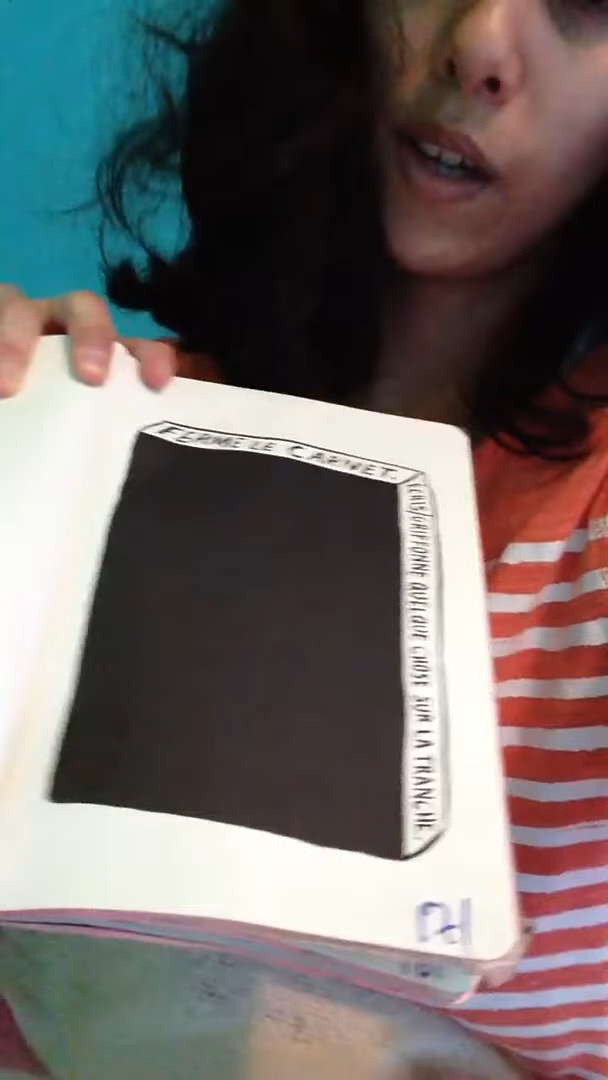 FERME LE CARNET.
ÉCRIS/GRIFFONNE QUELQUE CHOSE SUR LA TRANCHE.